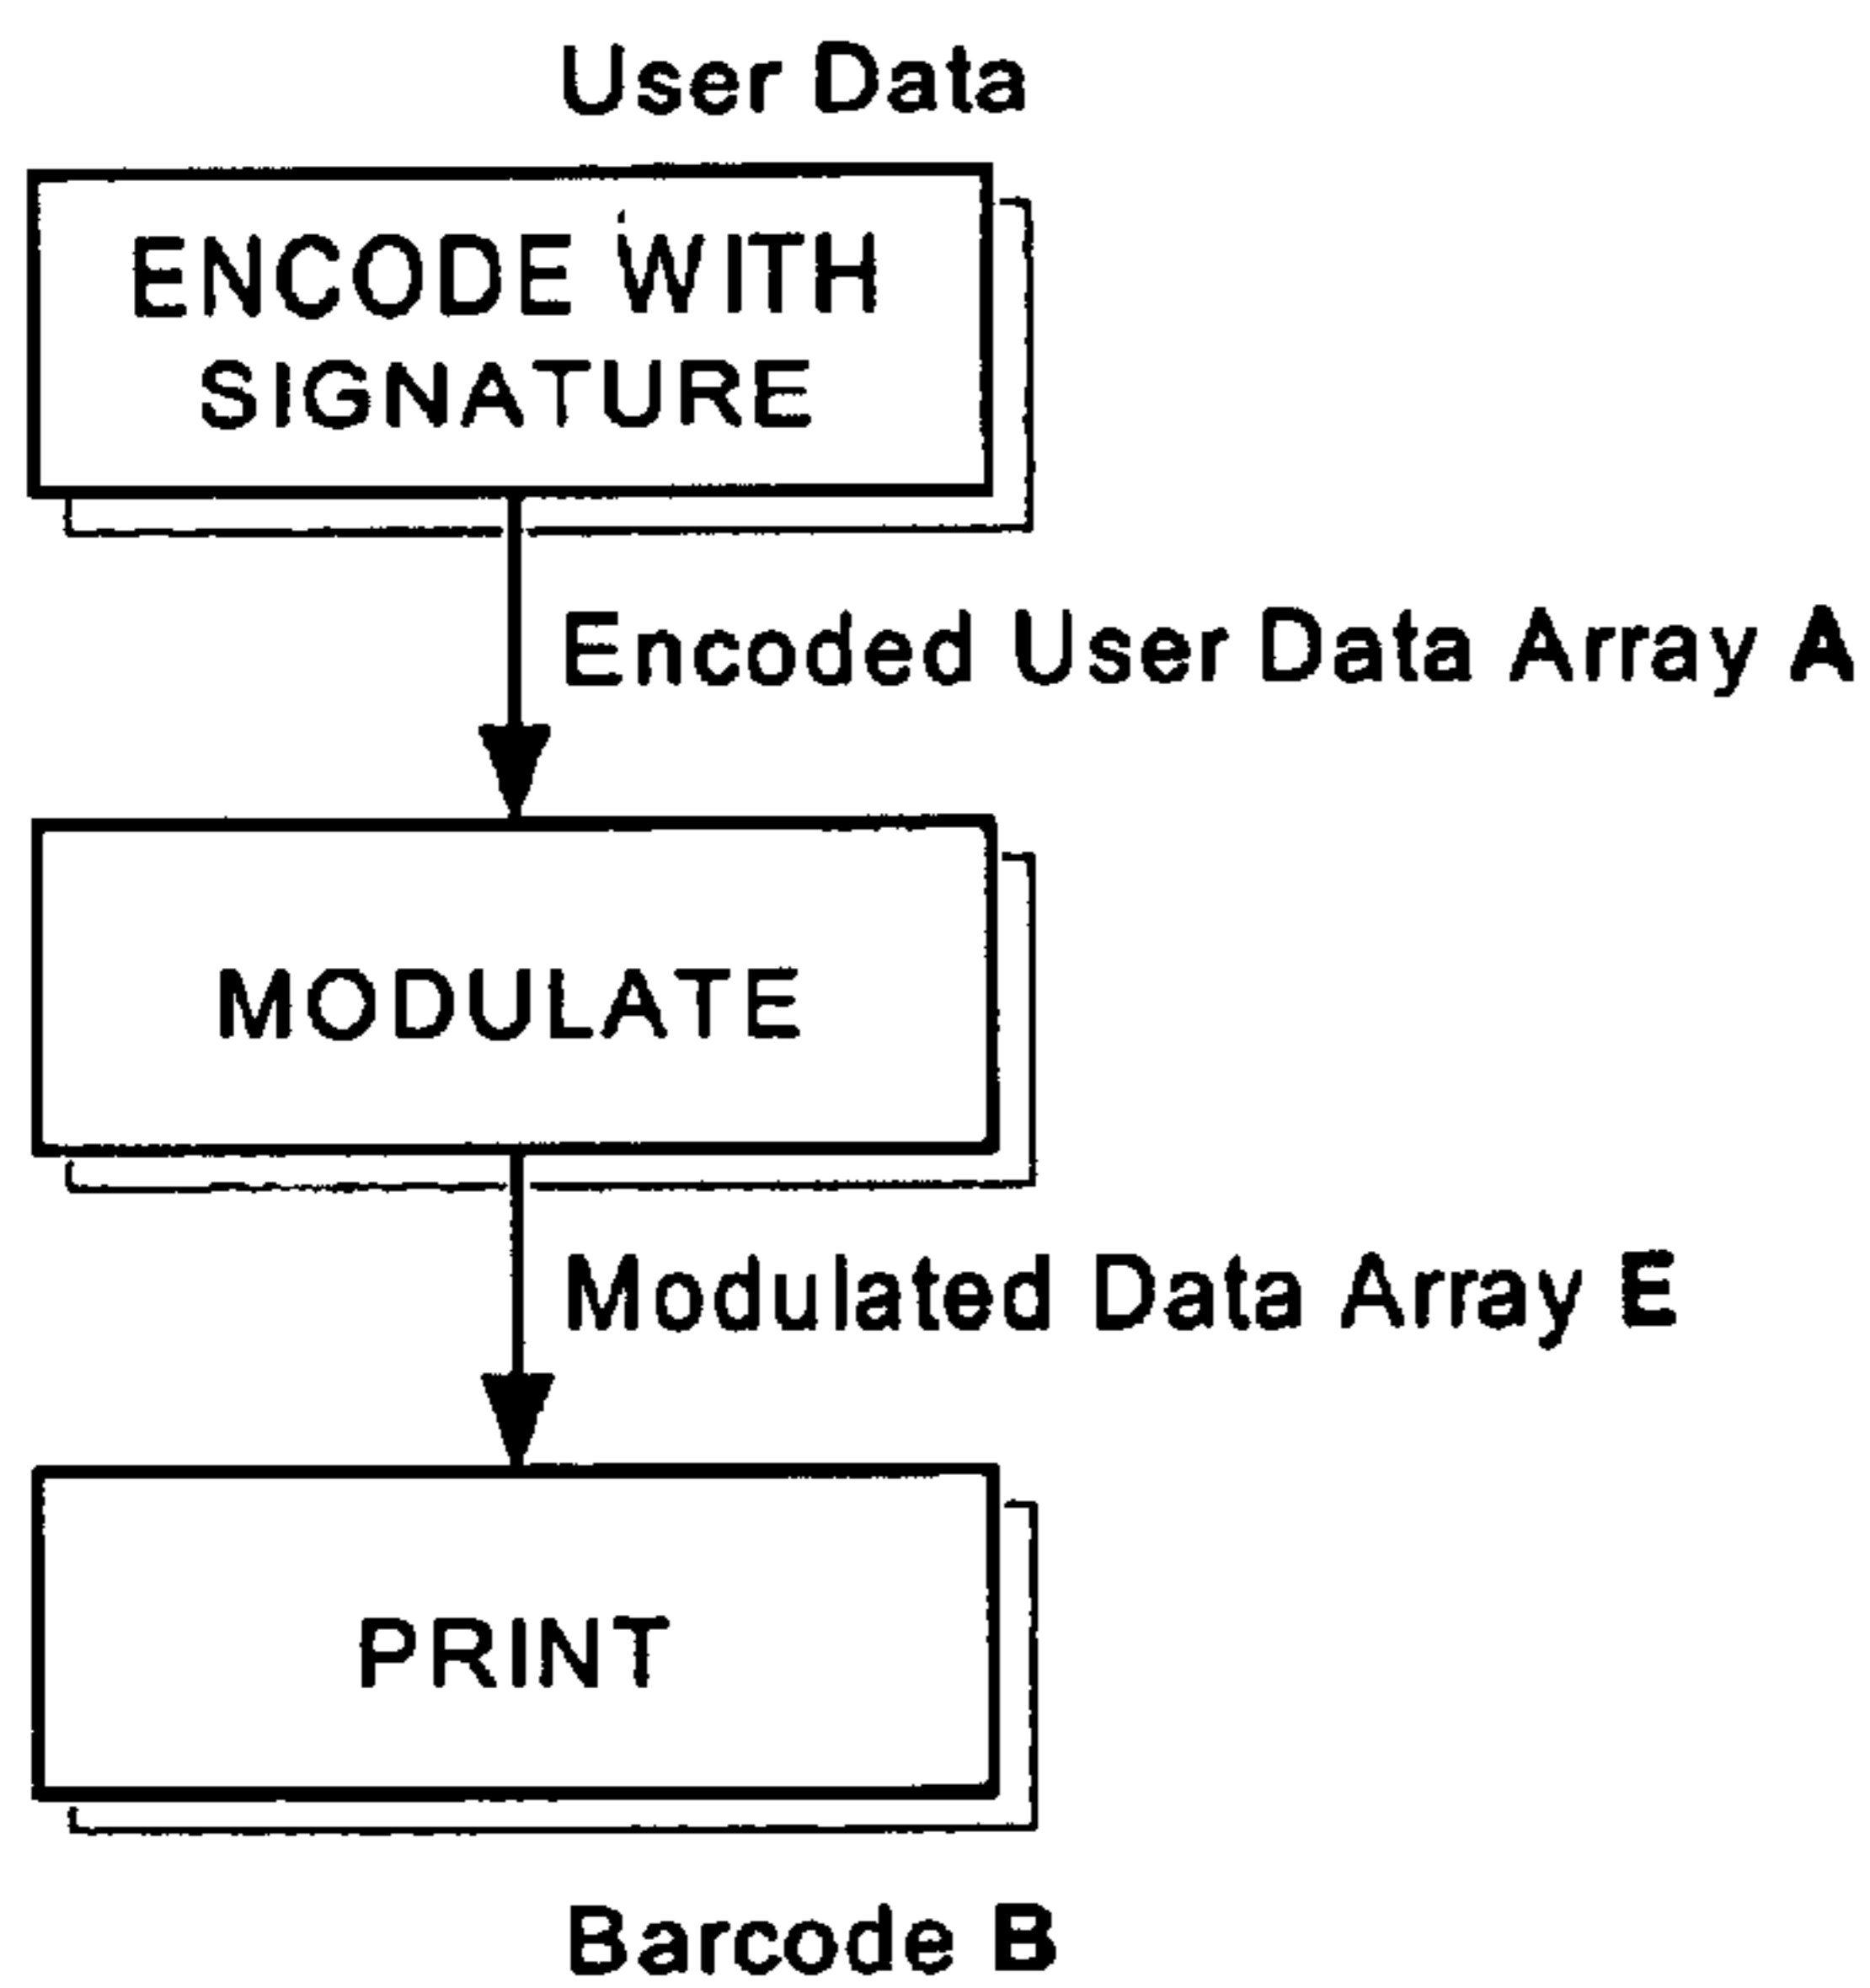 User Data
ENCODE WITH
SIGNATURE
Encoded User Data Array A
MODULATE
Modulated Data Array E
PRINT
Barcode B